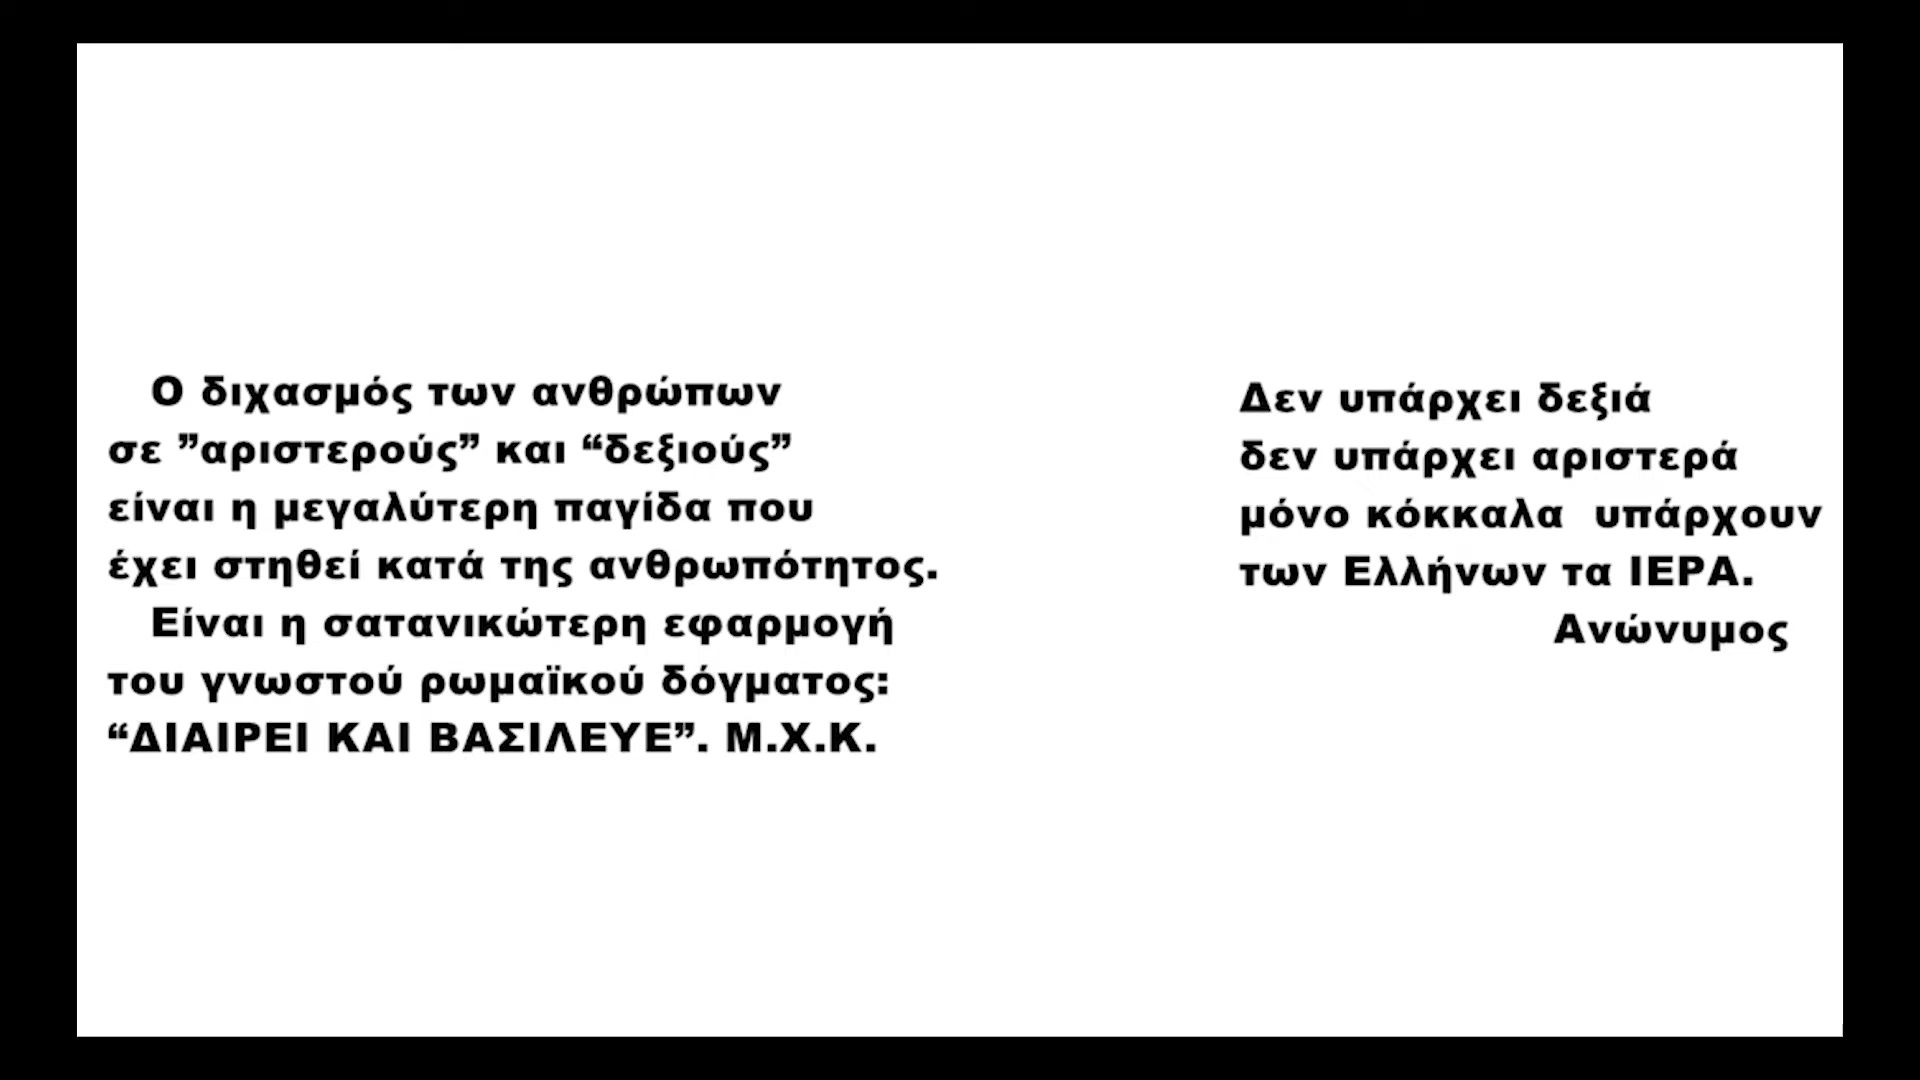 Ο διχασμός των ανθρώπων
σε ”αριστερούς” και “δεξιούς”
είναι η μεγαλύτερη παγίδα που
έχει στηθεί κατά της ανθρωπότητος.
Είναι η σατανικώτερη εφαρμογή
του γνωστού ρωμαϊκού δόγματος:
“ΔΙΑΙΡΕΙ ΚΑΙ ΒΑΣΙΛΕΥΕ”. Μ.Χ.Κ.
Δεν υπάρχει δεξιά
δεν υπάρχει αριστερά
μόνο κόκκαλα  υπάρχουν
των Ελλήνων τα ΙΕΡΑ.
Ανώνυμος